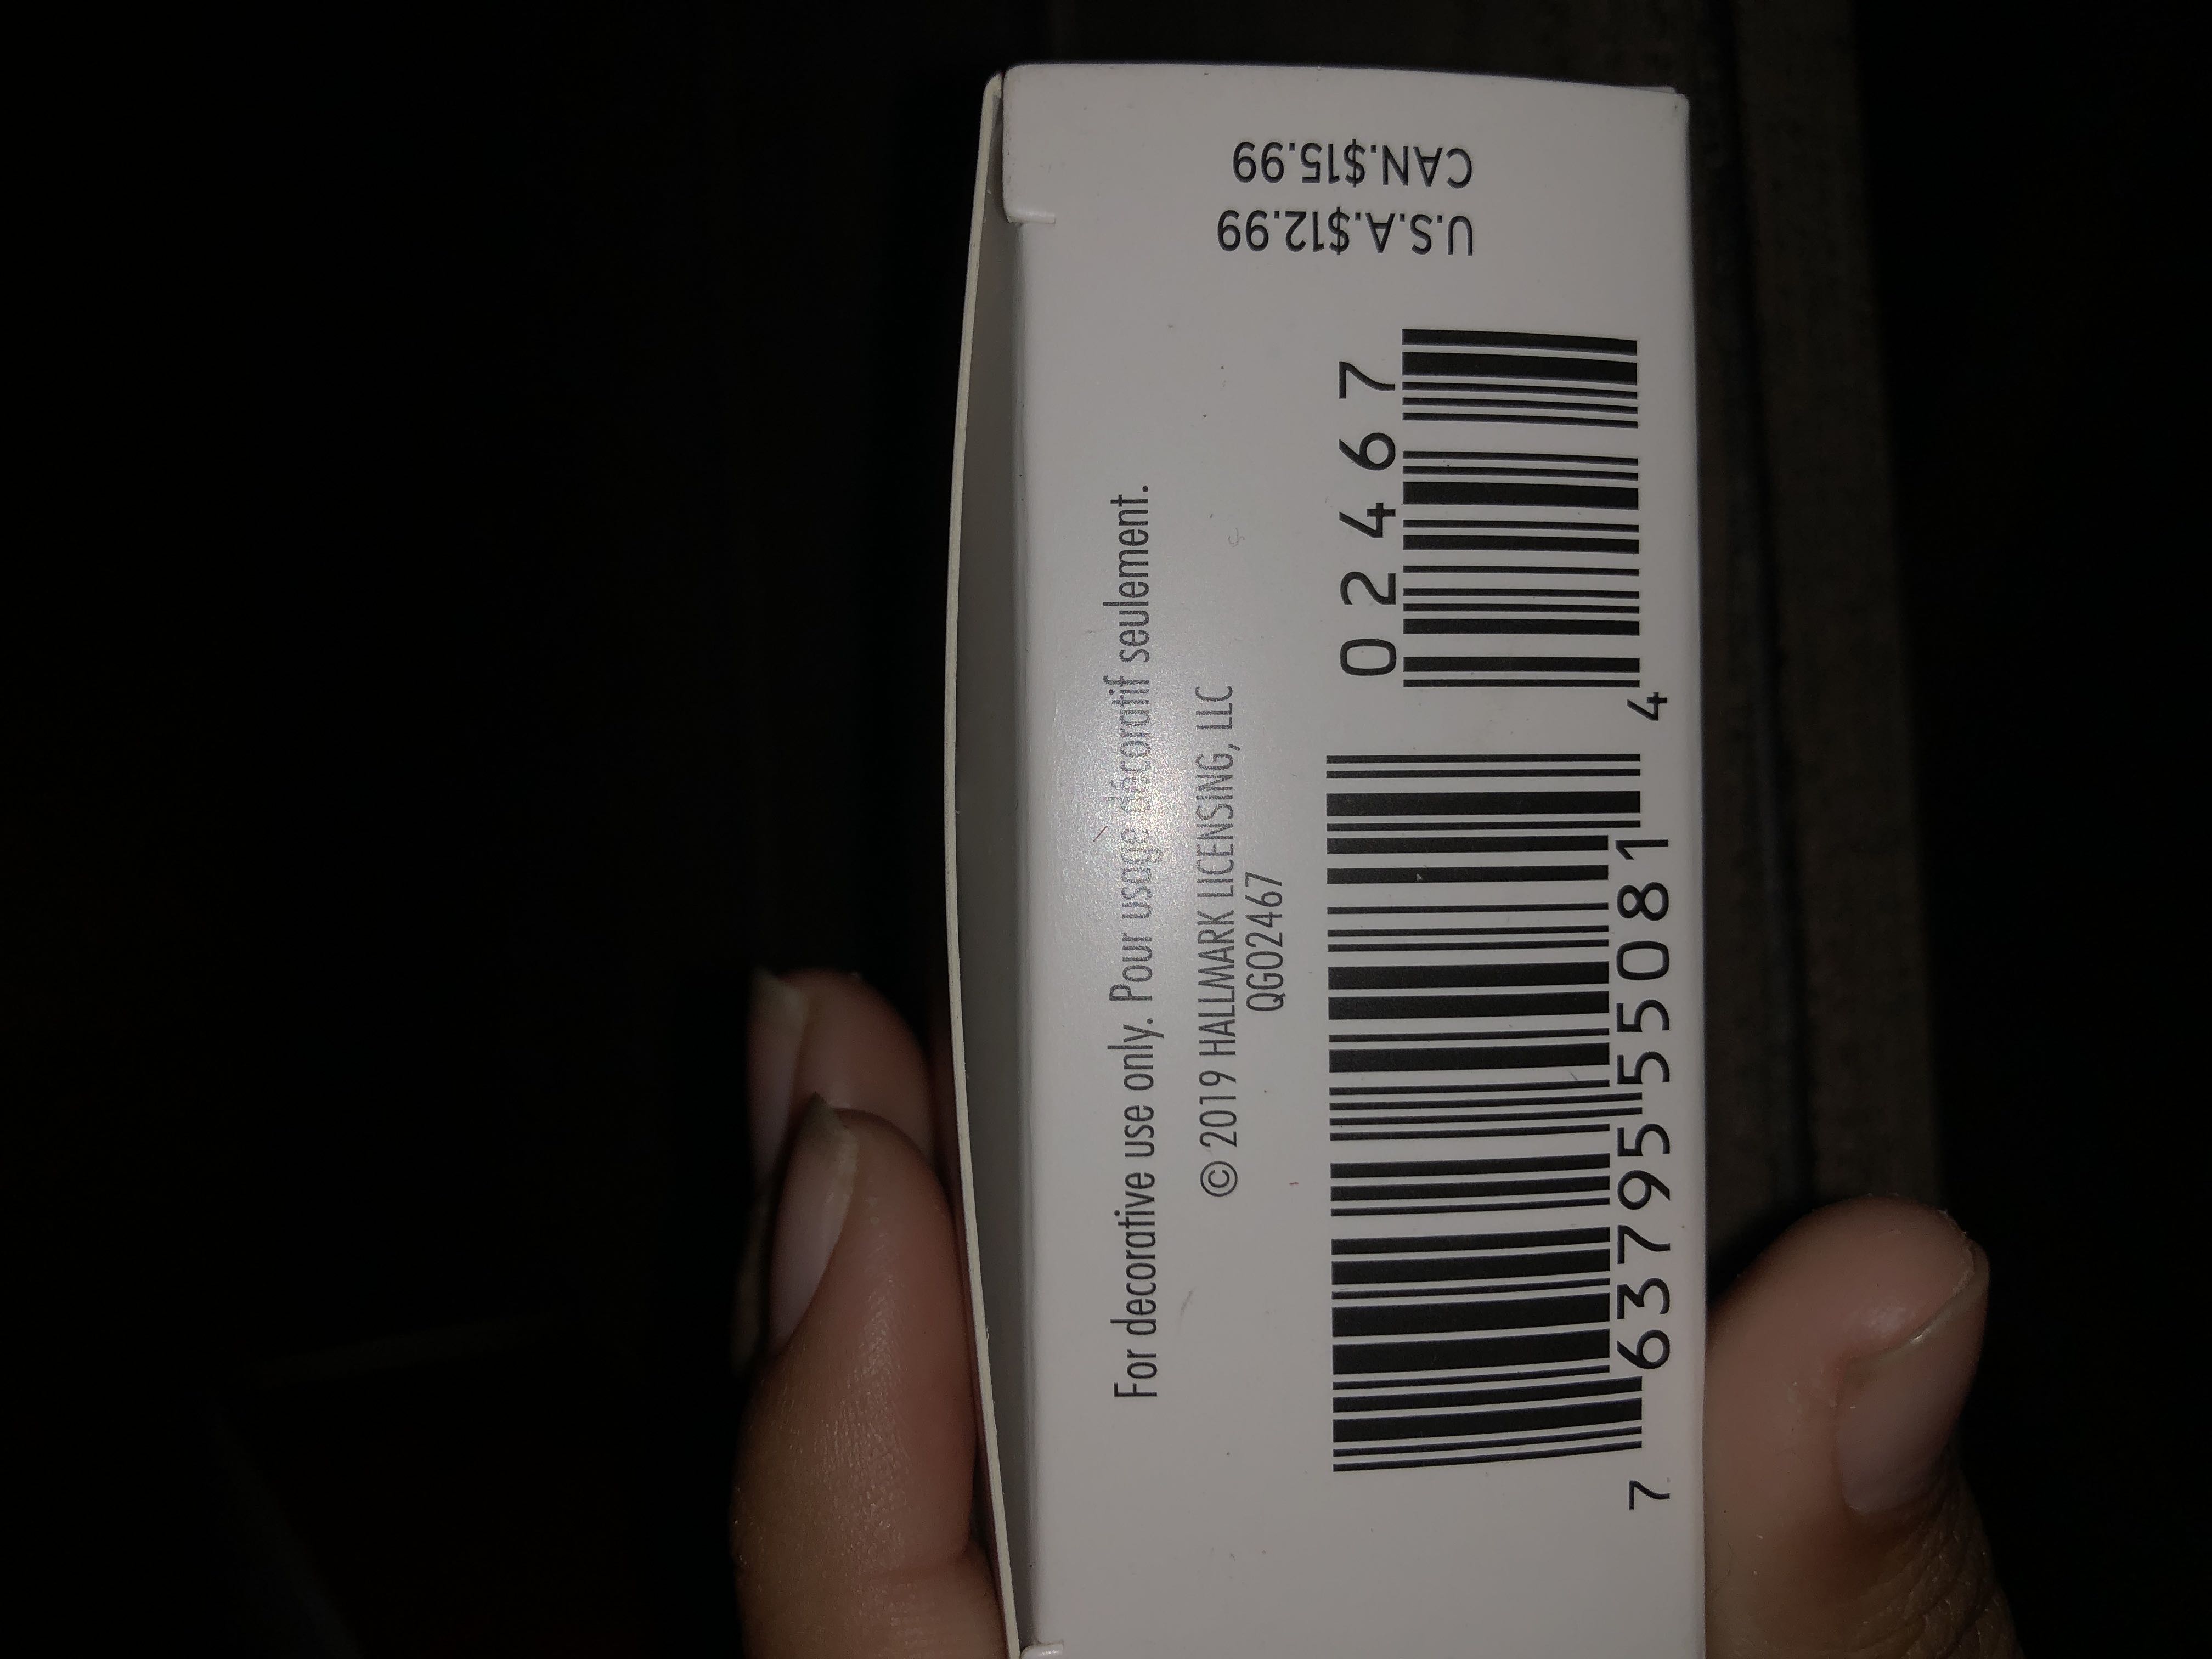 For decorative use only. Pour usage décoratif seulement.
© 2019 HALLMARK LICENSING, LLC
QGO2467
7 63795 55081 4
02467
U.S.A.$12.99
CAN.$15.99